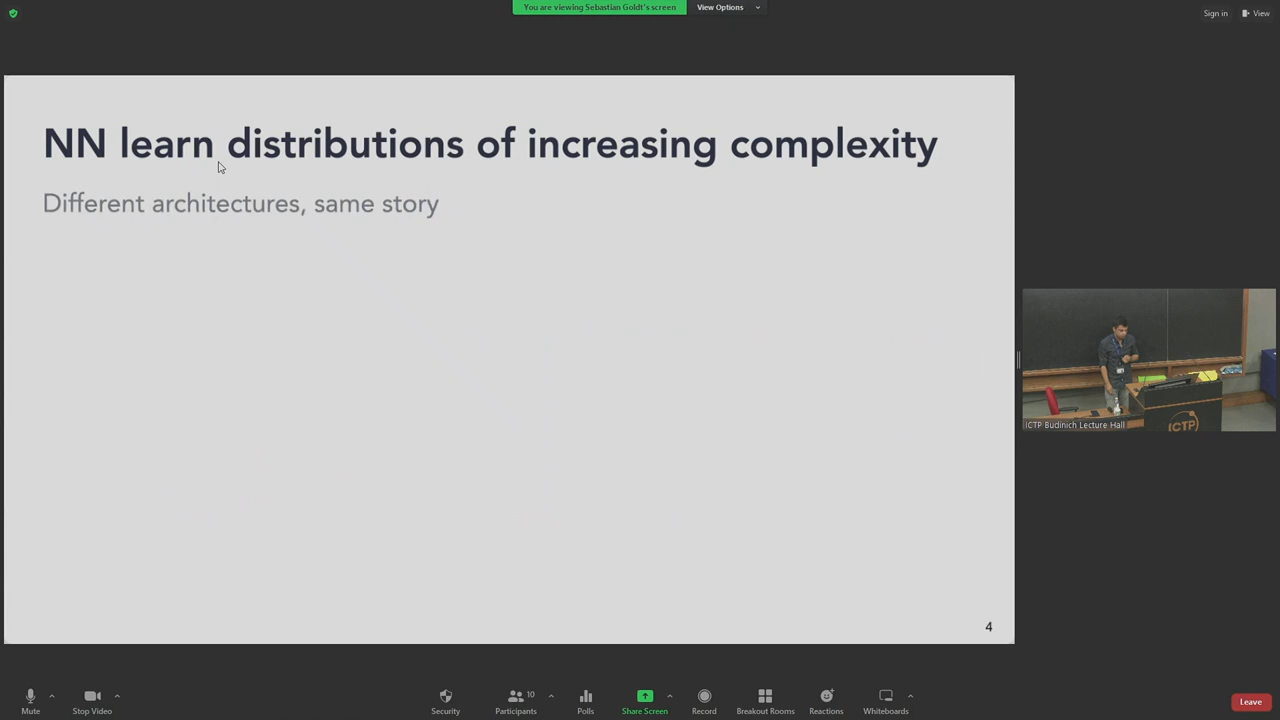 You are viewing Sebastian Goldt's screen
View Options
Sign in
View
NN learn distributions of increasing complexity
Different architectures, same story
4
ICTP Budinich Lecture Hall
ICTP
Mute
Stop Video
Security
Participants
10
Polls
Share Screen
Record
Breakout Rooms
Reactions
Whiteboards
Leave